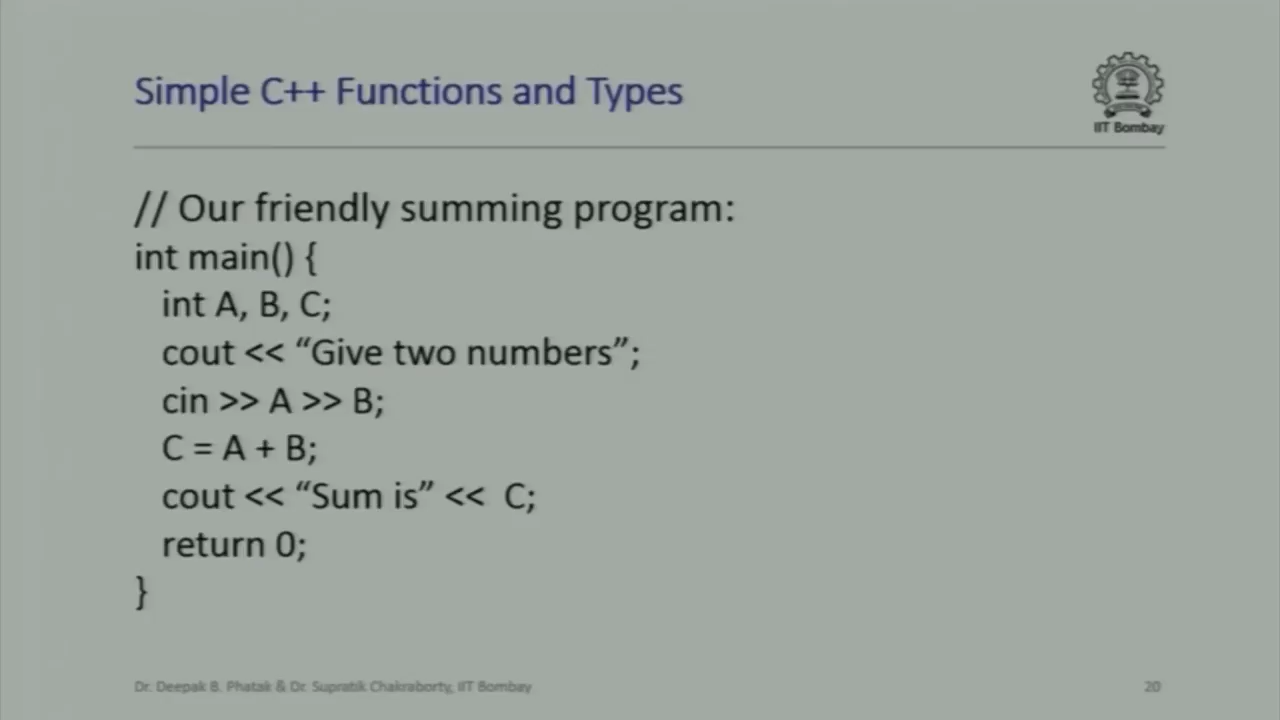 Simple C++ Functions and Types
IIT Bombay
// Our friendly summing program:
int main() {
int A, B, C;
cout << “Give two numbers”;
cin >> A >> B;
C = A + B;
cout << “Sum is” << C;
return 0;
}
Dr. Deepak B. Phatak & Dr. Supratik Chakraborty, IIT Bombay
20